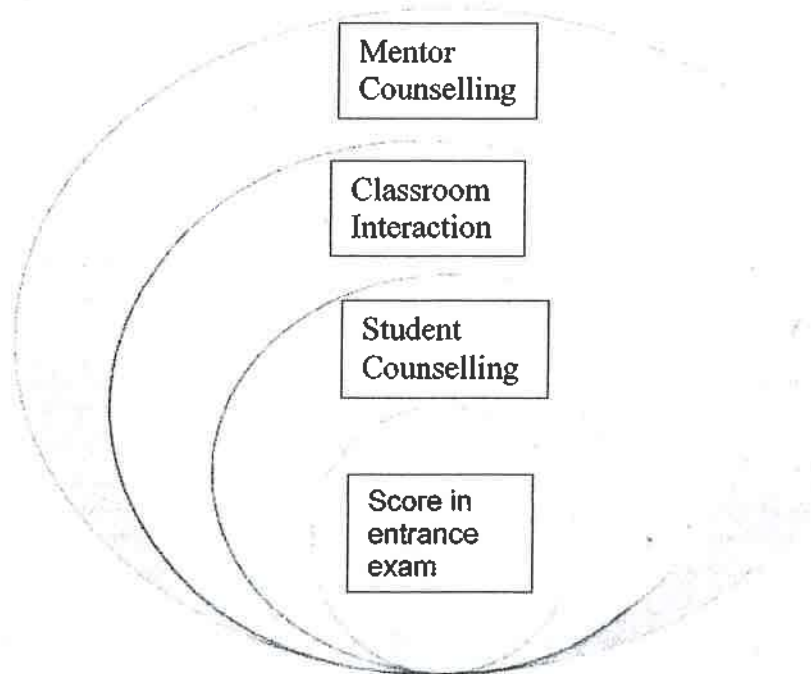 Mentor
Counselling
Classroom
Interaction
Student
Counselling
Score in
entrance
exam